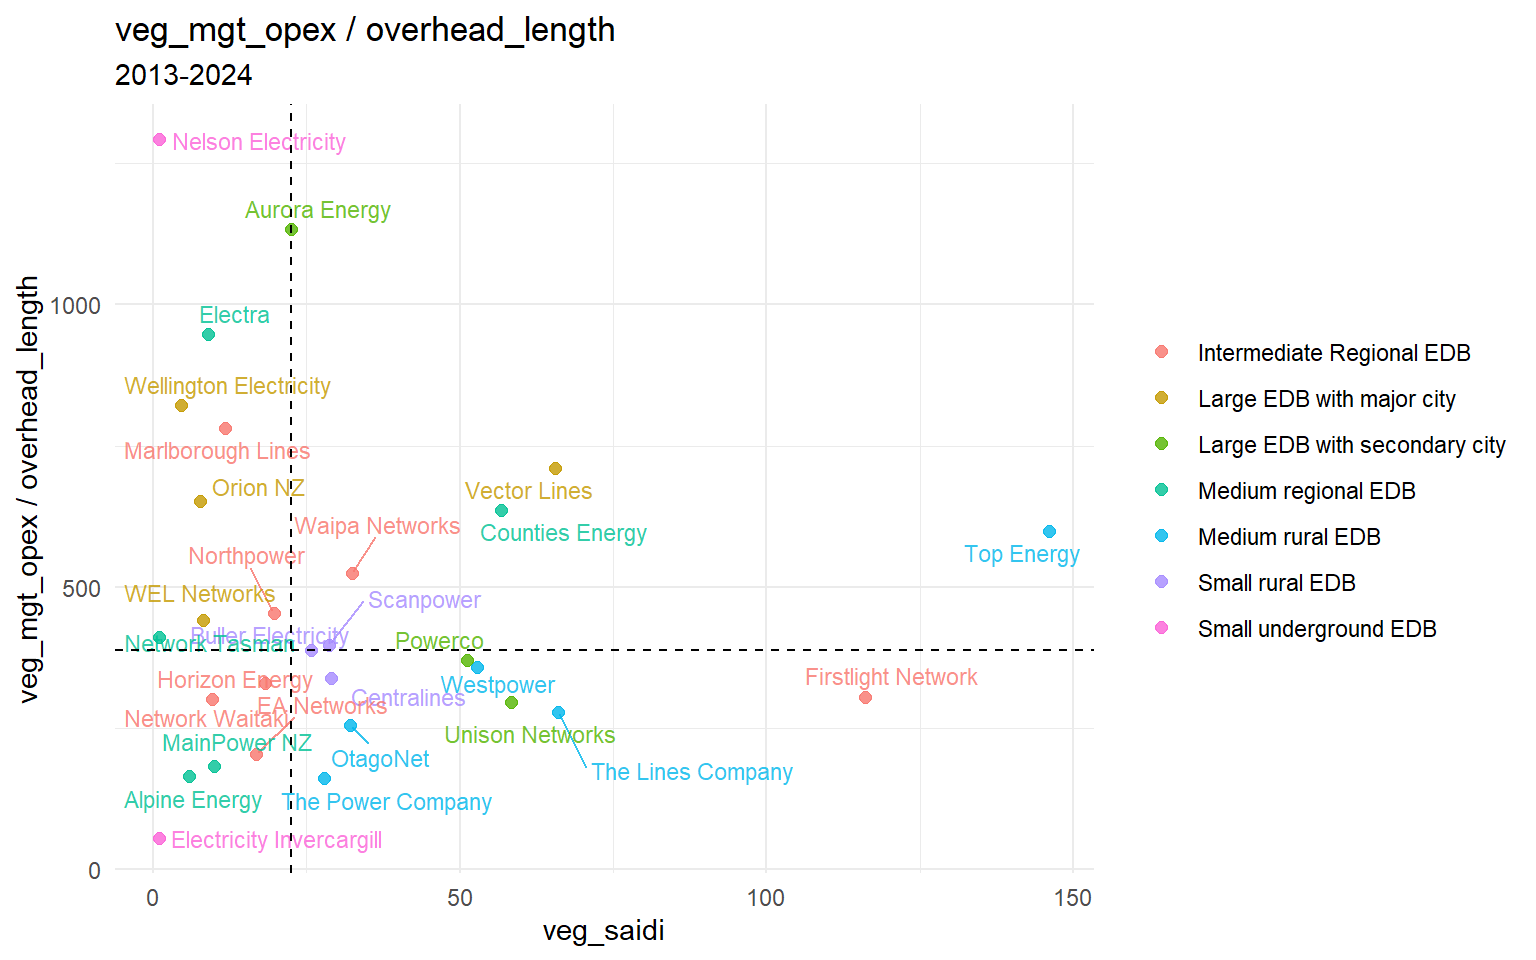 veg_mgt_opex / overhead_length
2013-2024
veg_mgt_opex / overhead_length
1000
500
0
Nelson Electricity
Aurora Energy
Electra
Wellington Electricity
Marlborough Lines
Orion NZ
Vector Lines
Waipa Networks
Counties Energy
Northpower
Top Energy
WEL Networks
Scanpower
Buller Electricity
Network Tasman
Powerco
Horizon Energy
Firstlight Network
Westpower
Centralines
EA Networks
Network Waitaki
Unison Networks
MainPower NZ
OtagoNet
The Lines Company
Alpine Energy
The Power Company
Electricity Invercargill
0
50
100
150
veg_saidi
Intermediate Regional EDB
Large EDB with major city
Large EDB with secondary city
Medium regional EDB
Medium rural EDB
Small rural EDB
Small underground EDB